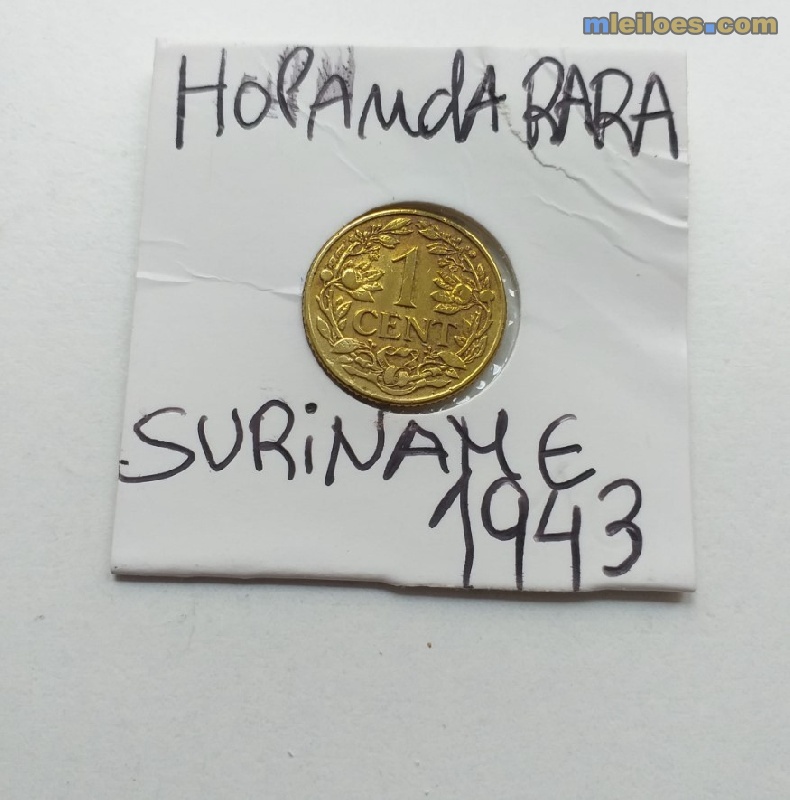 mleiloes.com
HolAndA RARA
1
CENT
SURiNAME
1943